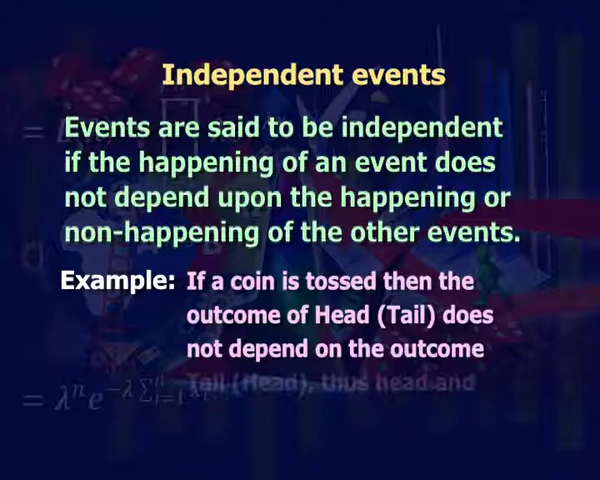 Independent events
Events are said to be independent
if the happening of an event does
not depend upon the happening or
non-happening of the other events.
Example: If a coin is tossed then the
outcome of Head (Tail) does
not depend on the outcome
Tail (Head), thus head and